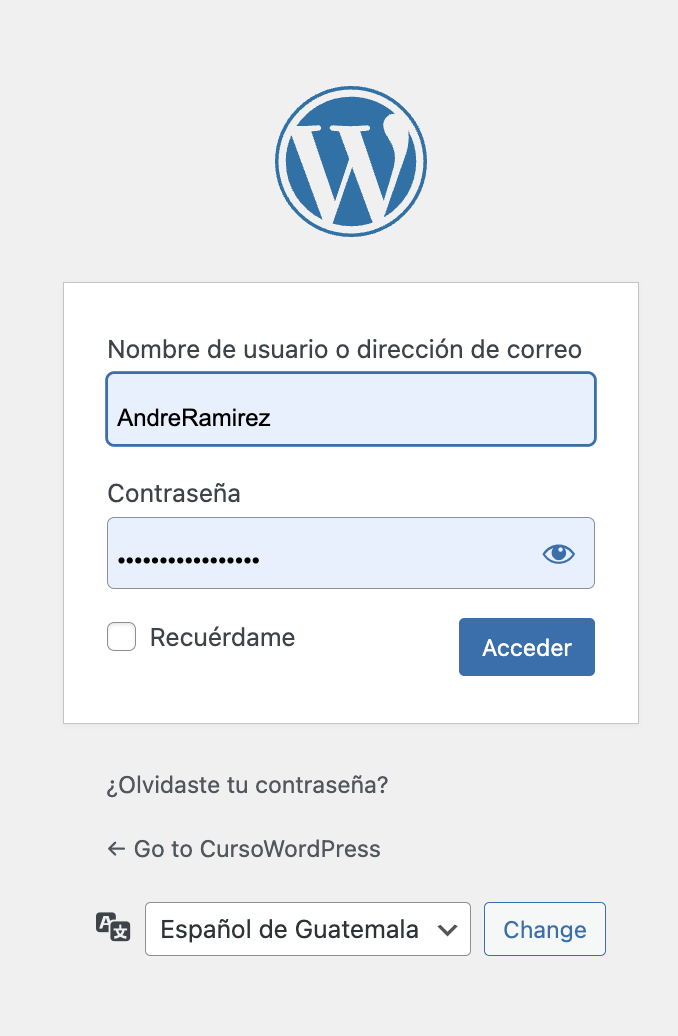 Nombre de usuario o dirección de correo
AndreRamirez
Contraseña
•••••••••••••••••
Recuérdame
Acceder
¿Olvidaste tu contraseña?
← Go to CursoWordPress
Español de Guatemala
Change